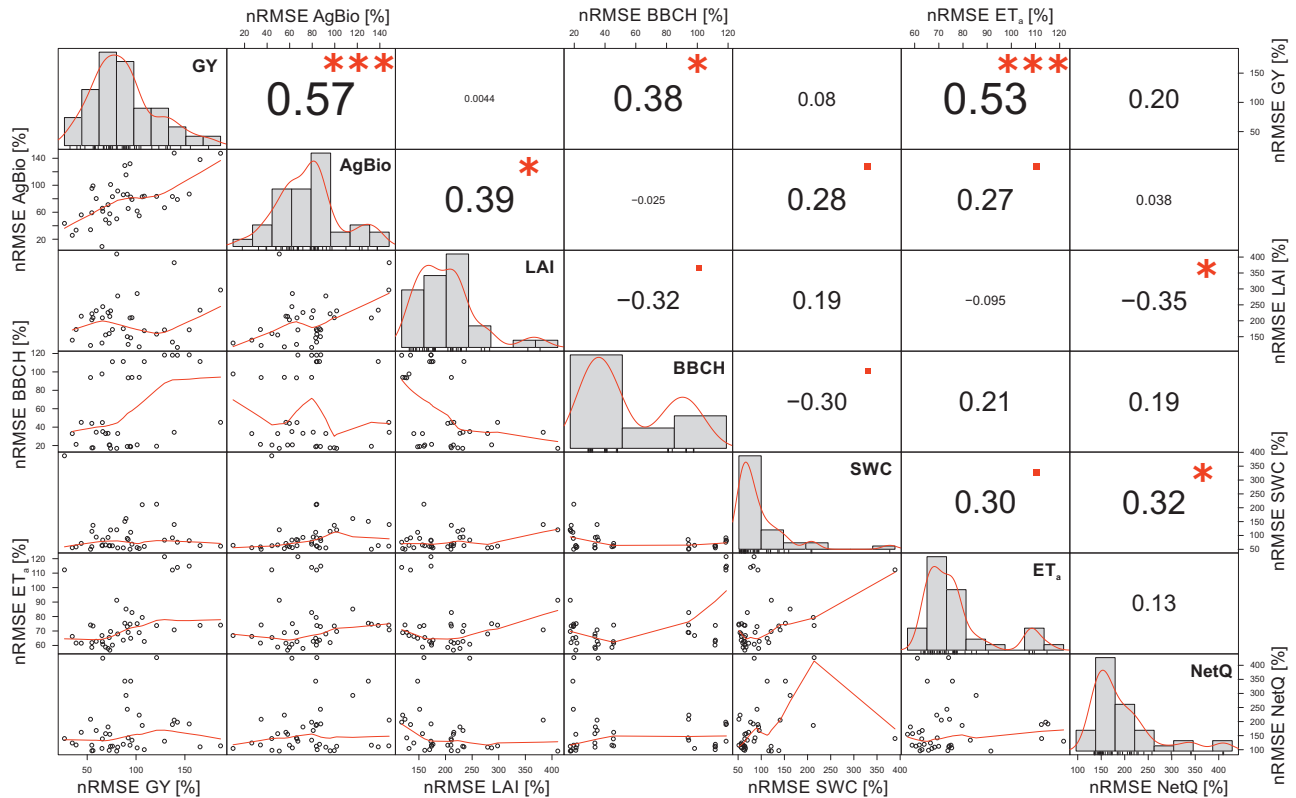 nRMSE AgBio [%] nRMSE BBCH [%] nRMSE ETa [%]
20 40 60 80 100 120 140 20 40 60 80 100 120 60 70 80 90 100 110 120
GY 0.57 *** 0.0044 0.38 * 0.08 0.53 *** 0.20
50 100 150
nRMSE GY [%]
nRMSE AgBio [%]
140 100 60 20
AgBio 0.39 * −0.025 0.28 0.27 0.038
LAI −0.32 0.19 −0.095 −0.35 *
400 350 300 250 200 150
nRMSE LAI [%]
nRMSE BBCH [%]
120 100 80 60 40 20
BBCH −0.30 0.21 0.19
SWC 0.30 0.32 *
400 350 300 250 200 150 100 50
nRMSE SWC [%]
nRMSE ETa [%]
120 110 100 90 80 70 60
ETa 0.13
NetQ
400 350 300 250 200 150 100
nRMSE NetQ [%]
50 100 150 150 200 250 300 350 400 50 100 150 200 250 300 350 400 100 150 200 250 300 350 400
nRMSE GY [%] nRMSE LAI [%] nRMSE SWC [%] nRMSE NetQ [%]